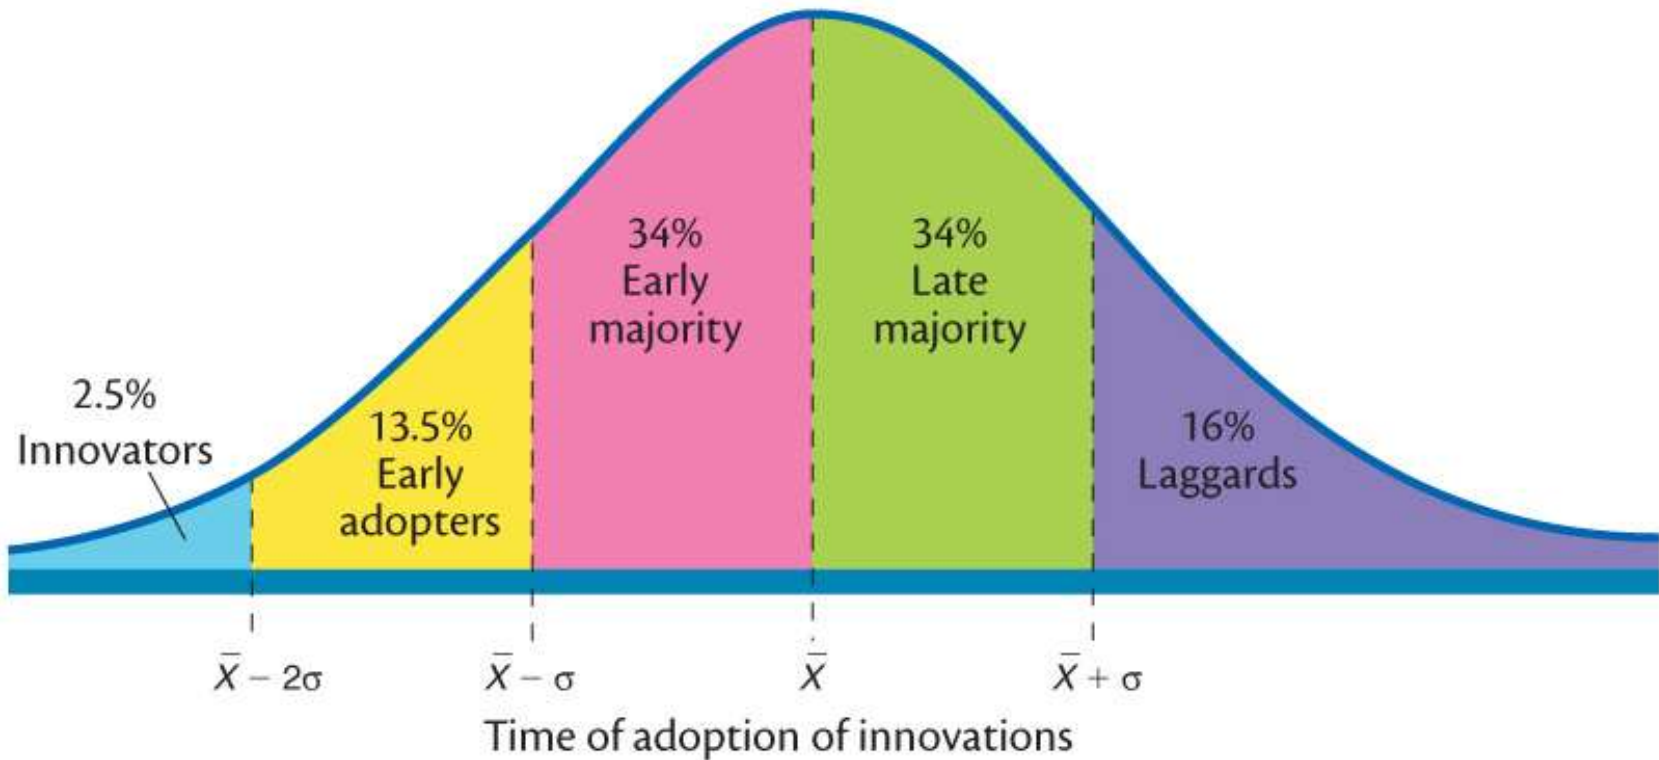 34%
Early
majority
34%
Late
majority
2.5%
Innovators
13.5%
Early
adopters
16%
Laggards
X̄ − 2σ
X̄ − σ
X̄
X̄ + σ
Time of adoption of innovations